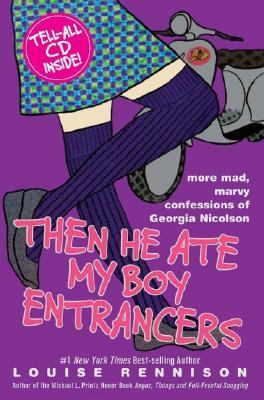 TELL-ALL
CD
INSIDE!
more mad,
marvy
confessions of
Georgia Nicolson
THEN HE ATE
MY BOY
ENTRANCERS
#1 New York Times Best-selling Author
LOUISE RENNISON
Author of the Michael L. Printz Honor Book Angus, Thongs and Full-Frontal Snogging